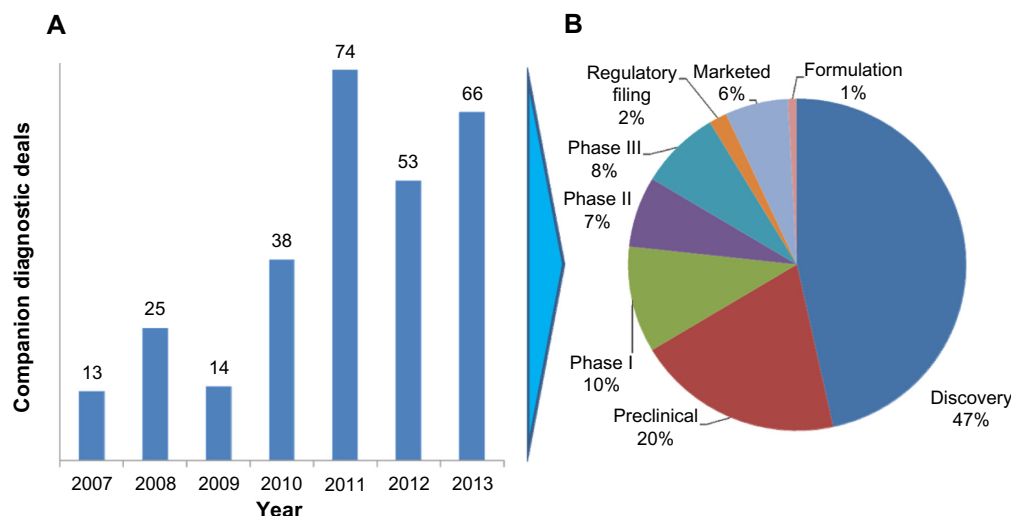 A
Companion diagnostic deals
13
25
14
38
74
53
66
2007
2008
2009
2010
2011
2012
2013
Year
B
Regulatory
filing
2%
Marketed
6%
Formulation
1%
Phase III
8%
Phase II
7%
Phase I
10%
Preclinical
20%
Discovery
47%